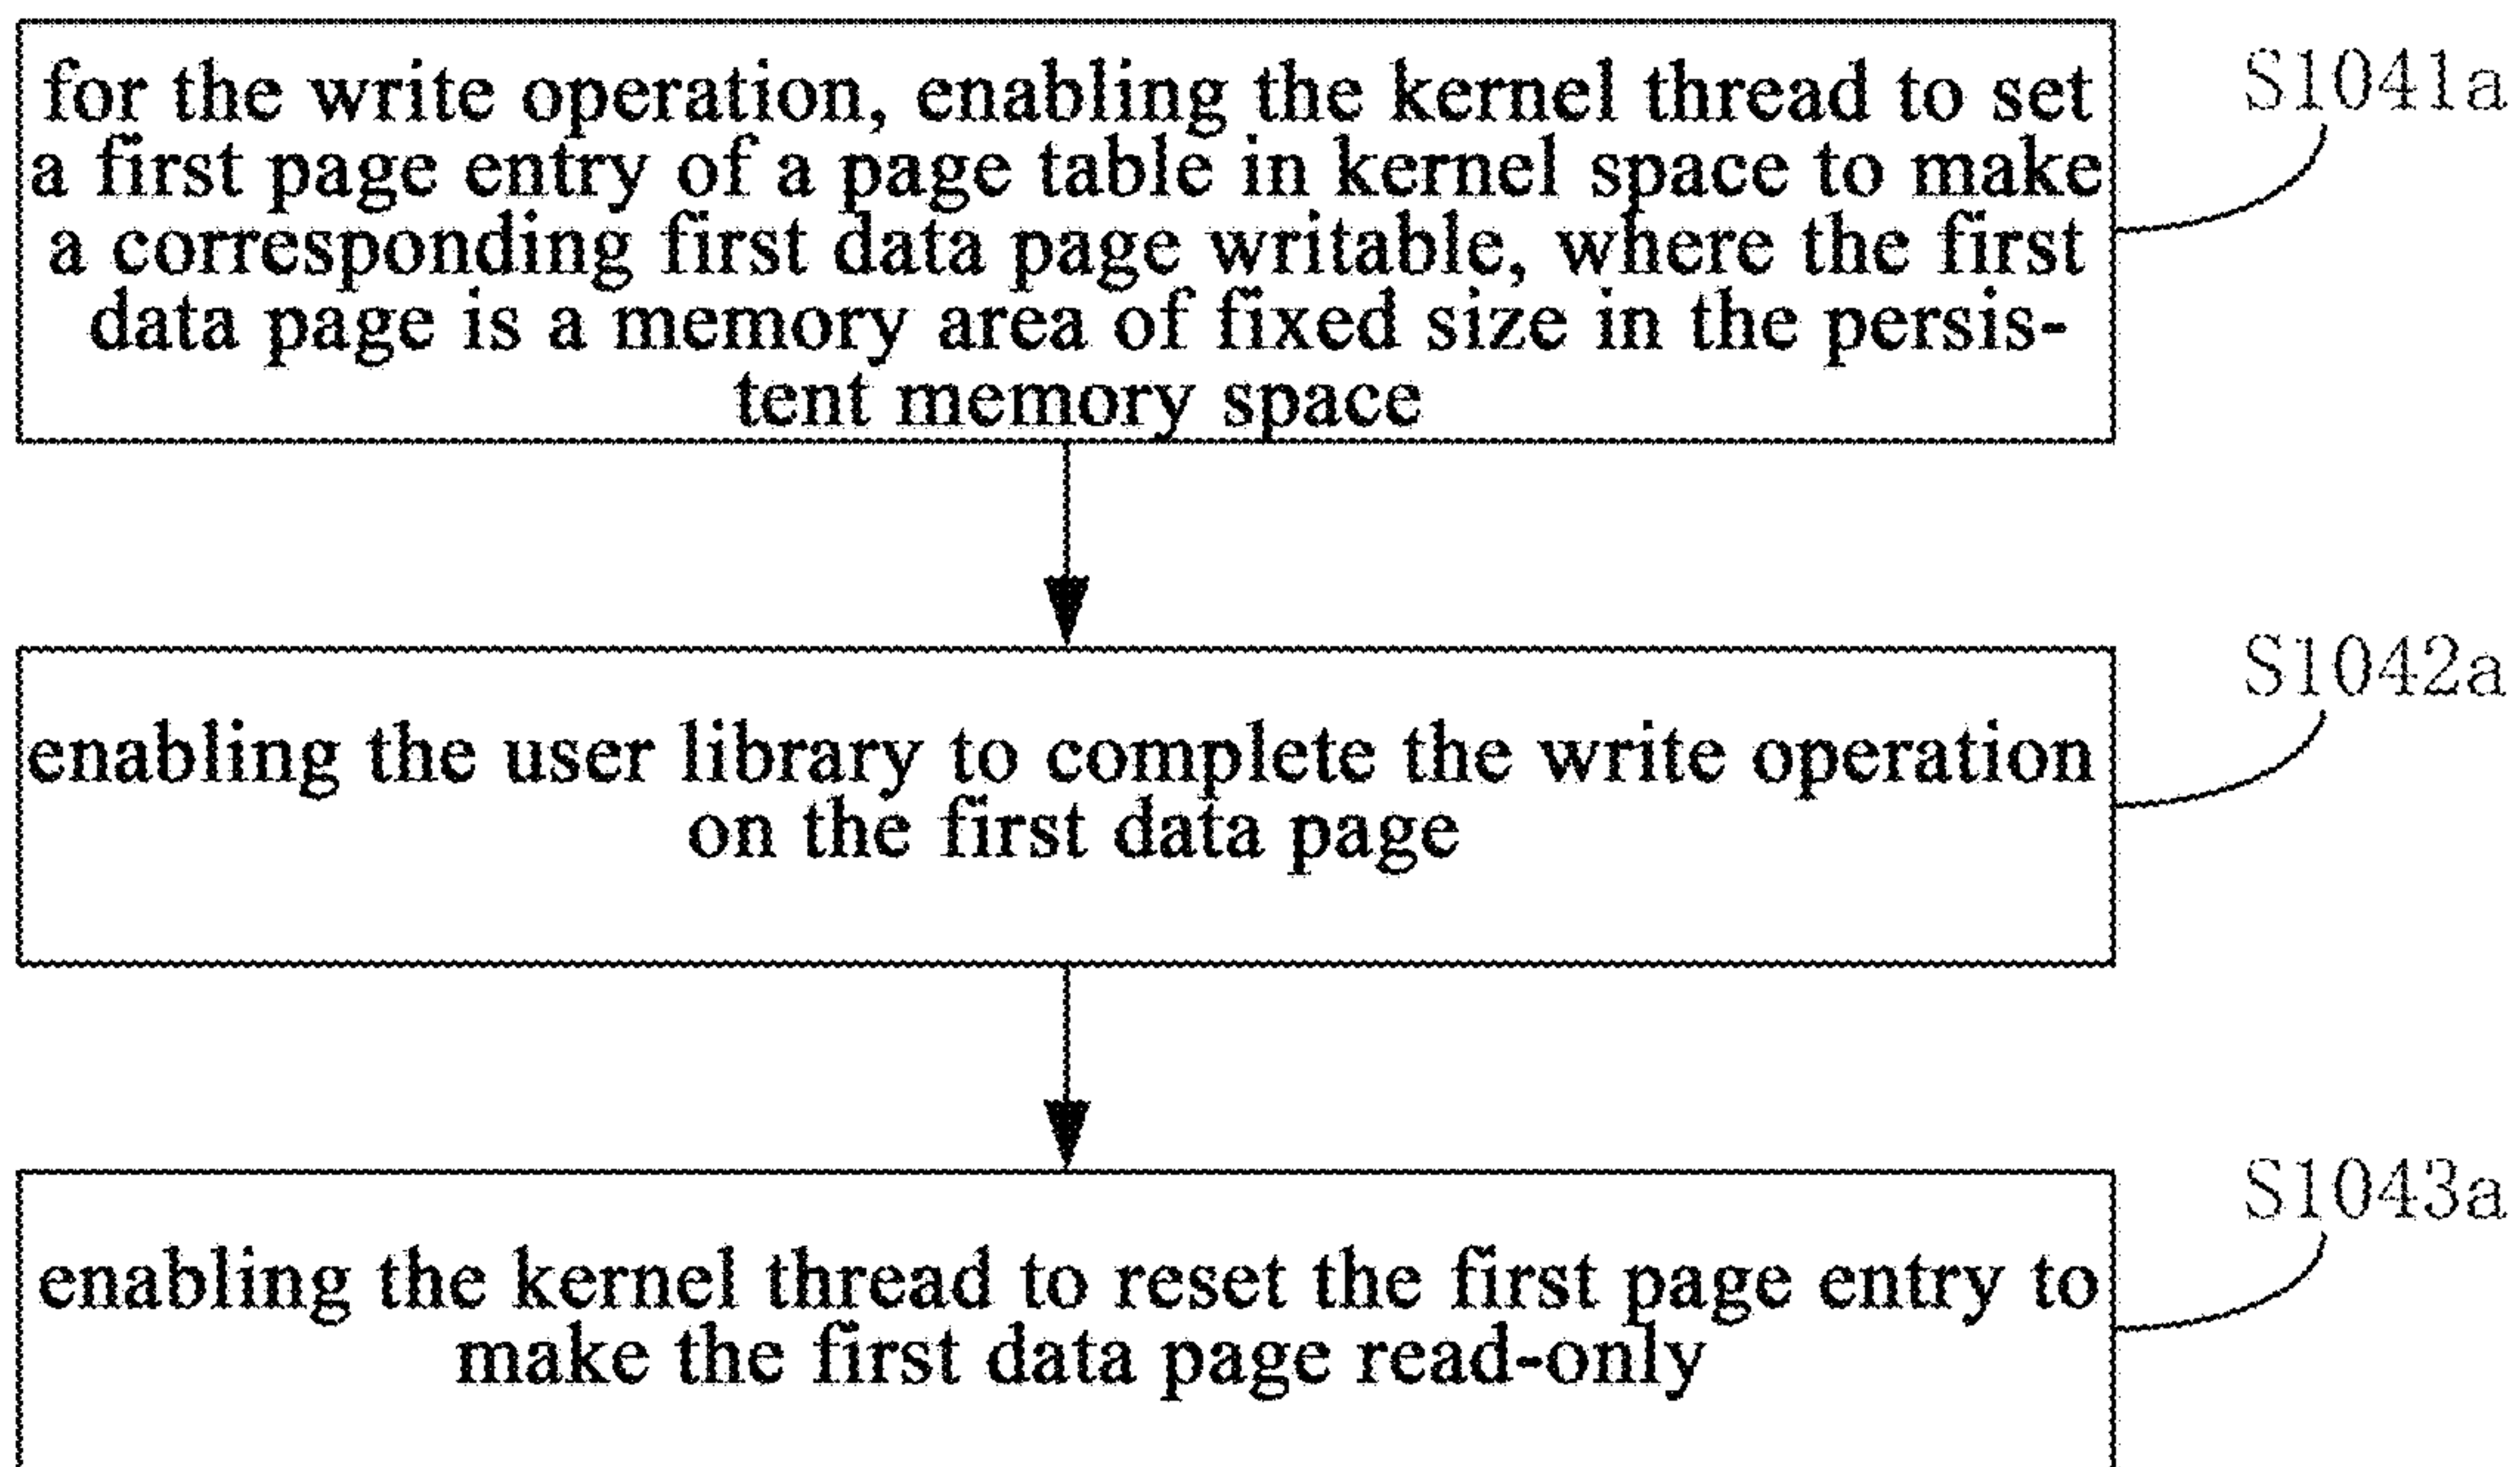 for the write operation, enabling the kernel thread to set
S1041a
a first page entry of a page table in kernel space to make
a corresponding first data page writable, where the first
data page is a memory area of fixed size in the persis-
tent memory space
S1042a
enabling the user library to complete the write operation
on the first data page
S1043a
enabling the kernel thread to reset the first page entry to
make the first data page read-only